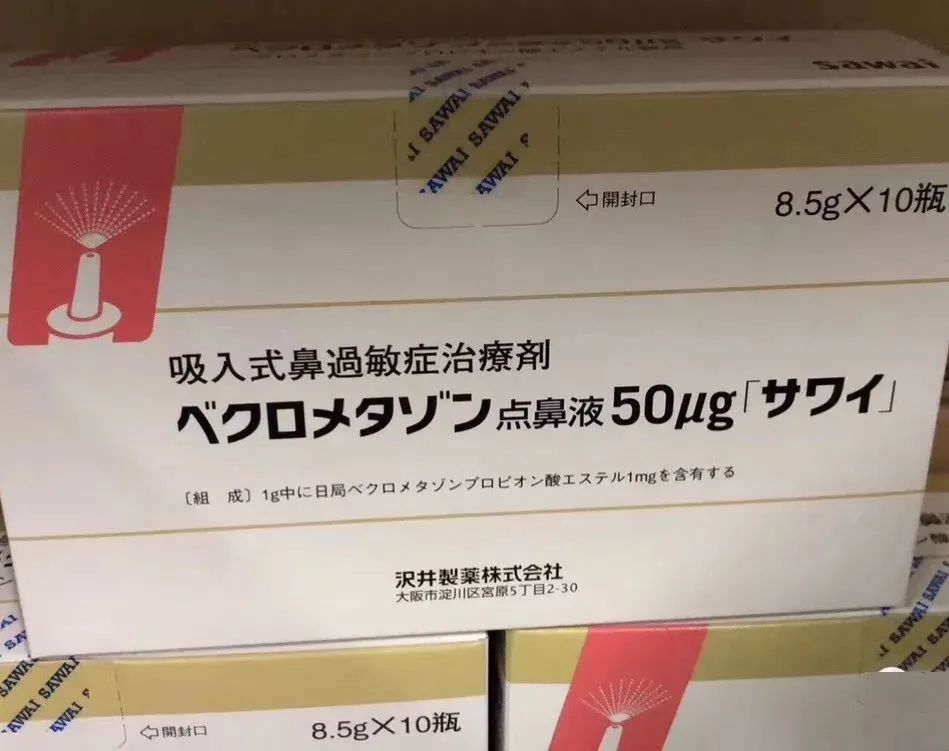 sawai
SAWAI SAWAI
SAWAI SAWAI
開封口
8.5g×10瓶
吸入式鼻過敏症治療剤
ベクロメタゾン点鼻液50μg「サワイ」
〔組 成〕1g中に日局ベクロメタゾンプロピオン酸エステル1mgを含有する
沢井製薬株式会社
大阪市淀川区宮原5丁目2-30
開封口
8.5g×10瓶